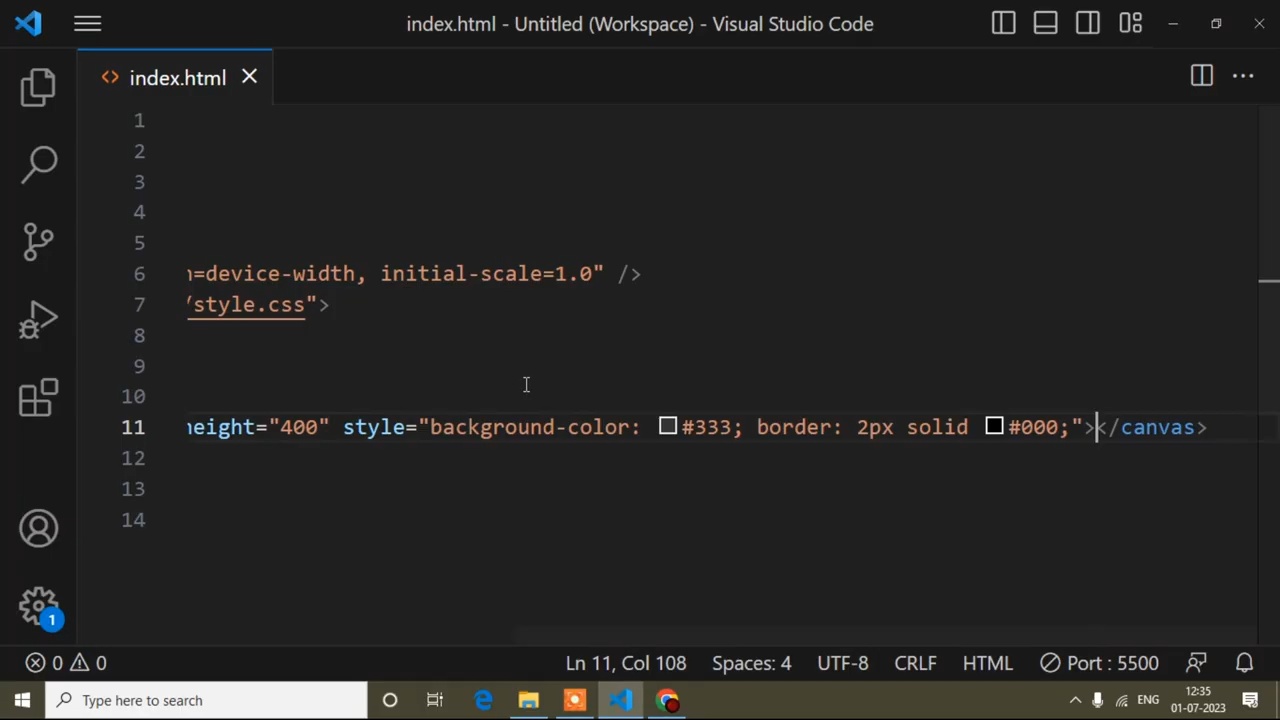 index.html - Untitled (Workspace) - Visual Studio Code
<> index.html
1
2
3
4
5
6 =device-width, initial-scale=1.0" />
7 /style.css">
8
9
10
11 height="400" style="background-color: #333; border: 2px solid #000;"></canvas>
12
13
14
1
0 0
Ln 11, Col 108 Spaces: 4 UTF-8 CRLF HTML Port : 5500
Type here to search
ENG
12:35
01-07-2023